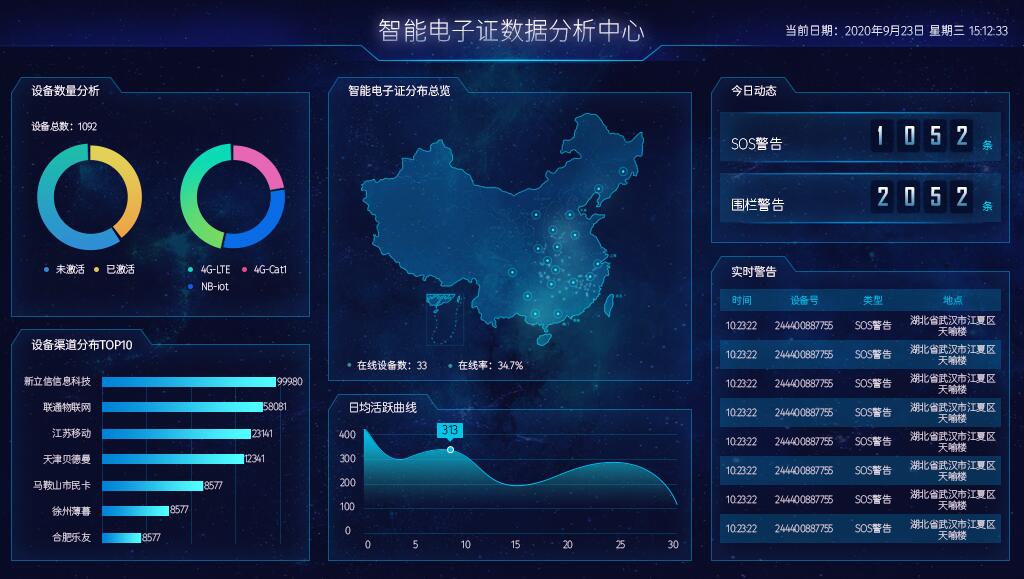 智能电子证数据分析中心
当前日期：2020年9月23日 星期三 15:12:33
设备数量分析
设备总数：1092
未激活
已激活
4G-LTE
4G-Cat1
NB-iot
设备渠道分布TOP10
新立信信息科技
99980
联通物联网
58081
江苏移动
23141
天津贝德曼
12341
马鞍山市民卡
8577
徐州薄暮
8577
合肥乐友
8577
智能电子证分布总览
在线设备数：33
在线率：34.7%
日均活跃曲线
313
400
300
200
100
0
0 5 10 15 20 25 30
今日动态
SOS警告
1052
条
围栏警告
2052
条
实时警告
时间 设备号 类型 地点
10:23:22 244400887755 SOS警告 湖北省武汉市江夏区
天喻楼
10:23:22 244400887755 SOS警告 湖北省武汉市江夏区
天喻楼
10:23:22 244400887755 SOS警告 湖北省武汉市江夏区
天喻楼
10:23:22 244400887755 SOS警告 湖北省武汉市江夏区
天喻楼
10:23:22 244400887755 SOS警告 湖北省武汉市江夏区
天喻楼
10:23:22 244400887755 SOS警告 湖北省武汉市江夏区
天喻楼
10:23:22 244400887755 SOS警告 湖北省武汉市江夏区
天喻楼
10:23:22 244400887755 SOS警告 湖北省武汉市江夏区
天喻楼